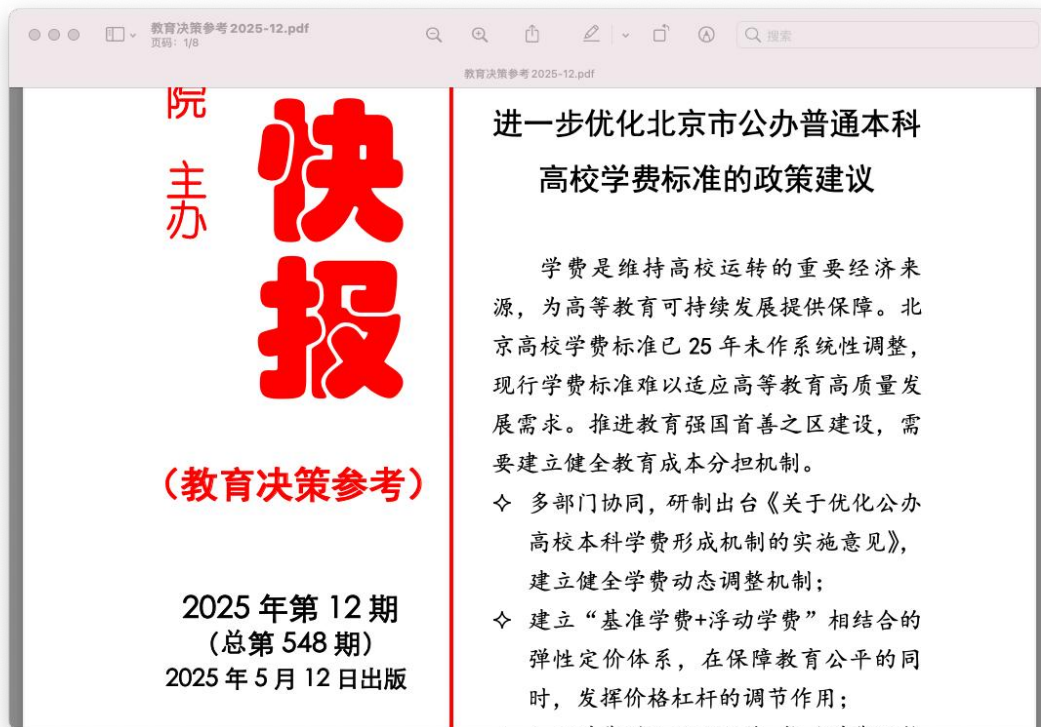 教育决策参考 2025-12.pdf
页码：1/8
搜索
教育决策参考 2025-12.pdf
院 主办
快报
（教育决策参考）
2025 年第 12 期
（总第 548 期）
2025 年 5 月 12 日出版
进一步优化北京市公办普通本科
高校学费标准的政策建议
学费是维持高校运转的重要经济来
源，为高等教育可持续发展提供保障。北
京高校学费标准已 25 年未作系统性调整，
现行学费标准难以适应高等教育高质量发
展需求。推进教育强国首善之区建设，需
要建立健全教育成本分担机制。
✧ 多部门协同，研制出台《关于优化公办
高校本科学费形成机制的实施意见》，
建立健全学费动态调整机制；
✧ 建立“基准学费+浮动学费”相结合的
弹性定价体系，在保障教育公平的同
时，发挥价格杠杆的调节作用；